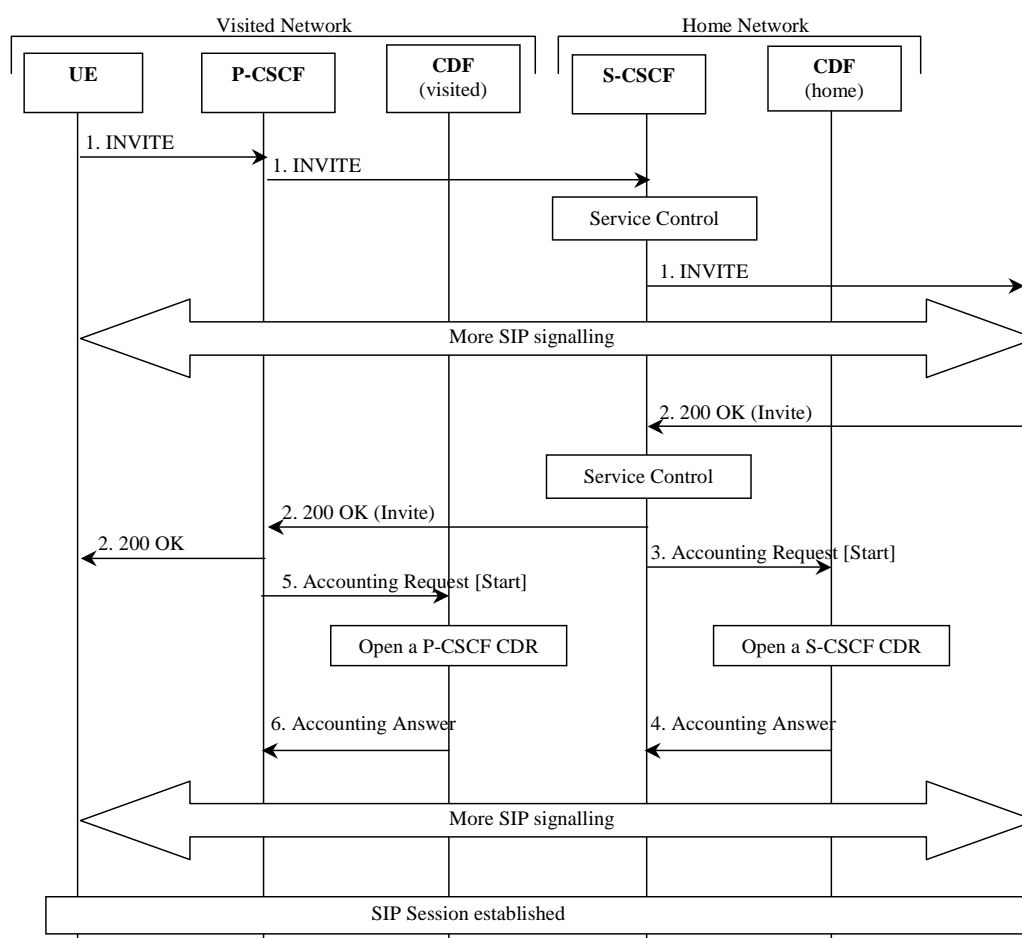 Visited Network
Home Network
UE
P-CSCF
CDF
(visited)
S-CSCF
CDF
(home)
1. INVITE
1. INVITE
Service Control
1. INVITE
More SIP signalling
2. 200 OK (Invite)
Service Control
2. 200 OK (Invite)
2. 200 OK
3. Accounting Request [Start]
5. Accounting Request [Start]
Open a P-CSCF CDR
Open a S-CSCF CDR
6. Accounting Answer
4. Accounting Answer
More SIP signalling
SIP Session established